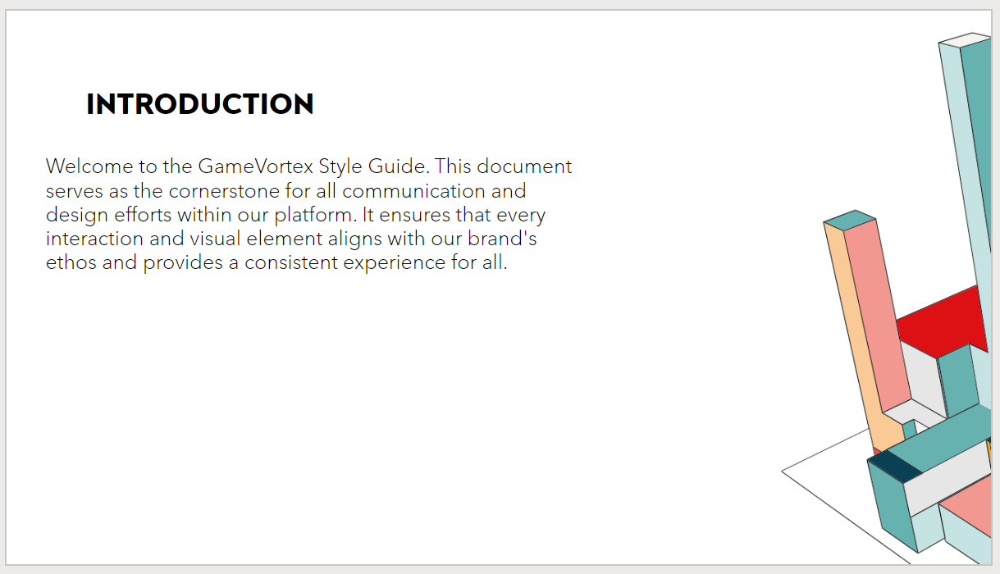 INTRODUCTION
Welcome to the GameVortex Style Guide. This document
serves as the cornerstone for all communication and
design efforts within our platform. It ensures that every
interaction and visual element aligns with our brand's
ethos and provides a consistent experience for all.